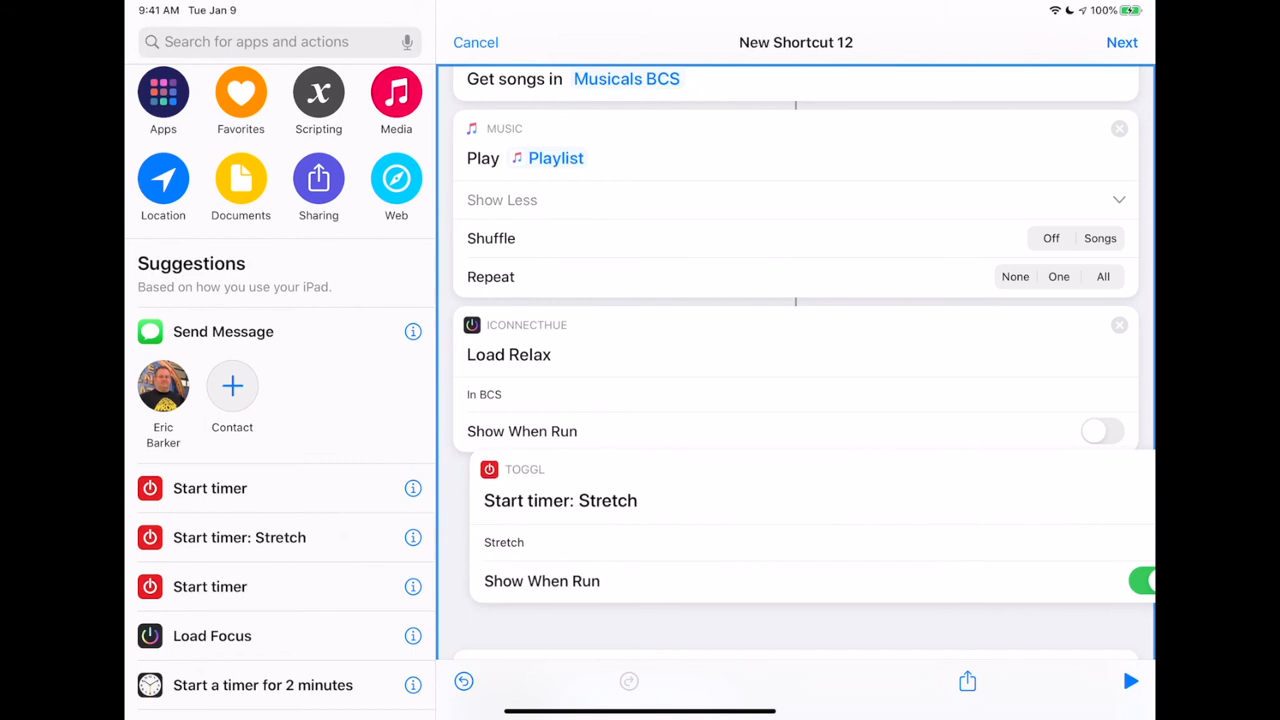 9:41 AM Tue Jan 9
100%
Search for apps and actions
Cancel
New Shortcut 12
Next
Apps
Favorites
Scripting
Media
Location
Documents
Sharing
Web
Suggestions
Based on how you use your iPad.
Send Message
Eric
Barker
Contact
Start timer
Start timer: Stretch
Start timer
Load Focus
Start a timer for 2 minutes
Get songs in Musicals BCS
MUSIC
Play Playlist
Show Less
Shuffle
Off Songs
Repeat
None One All
ICONNECTHUE
Load Relax
In BCS
Show When Run
TOGGL
Start timer: Stretch
Stretch
Show When Run